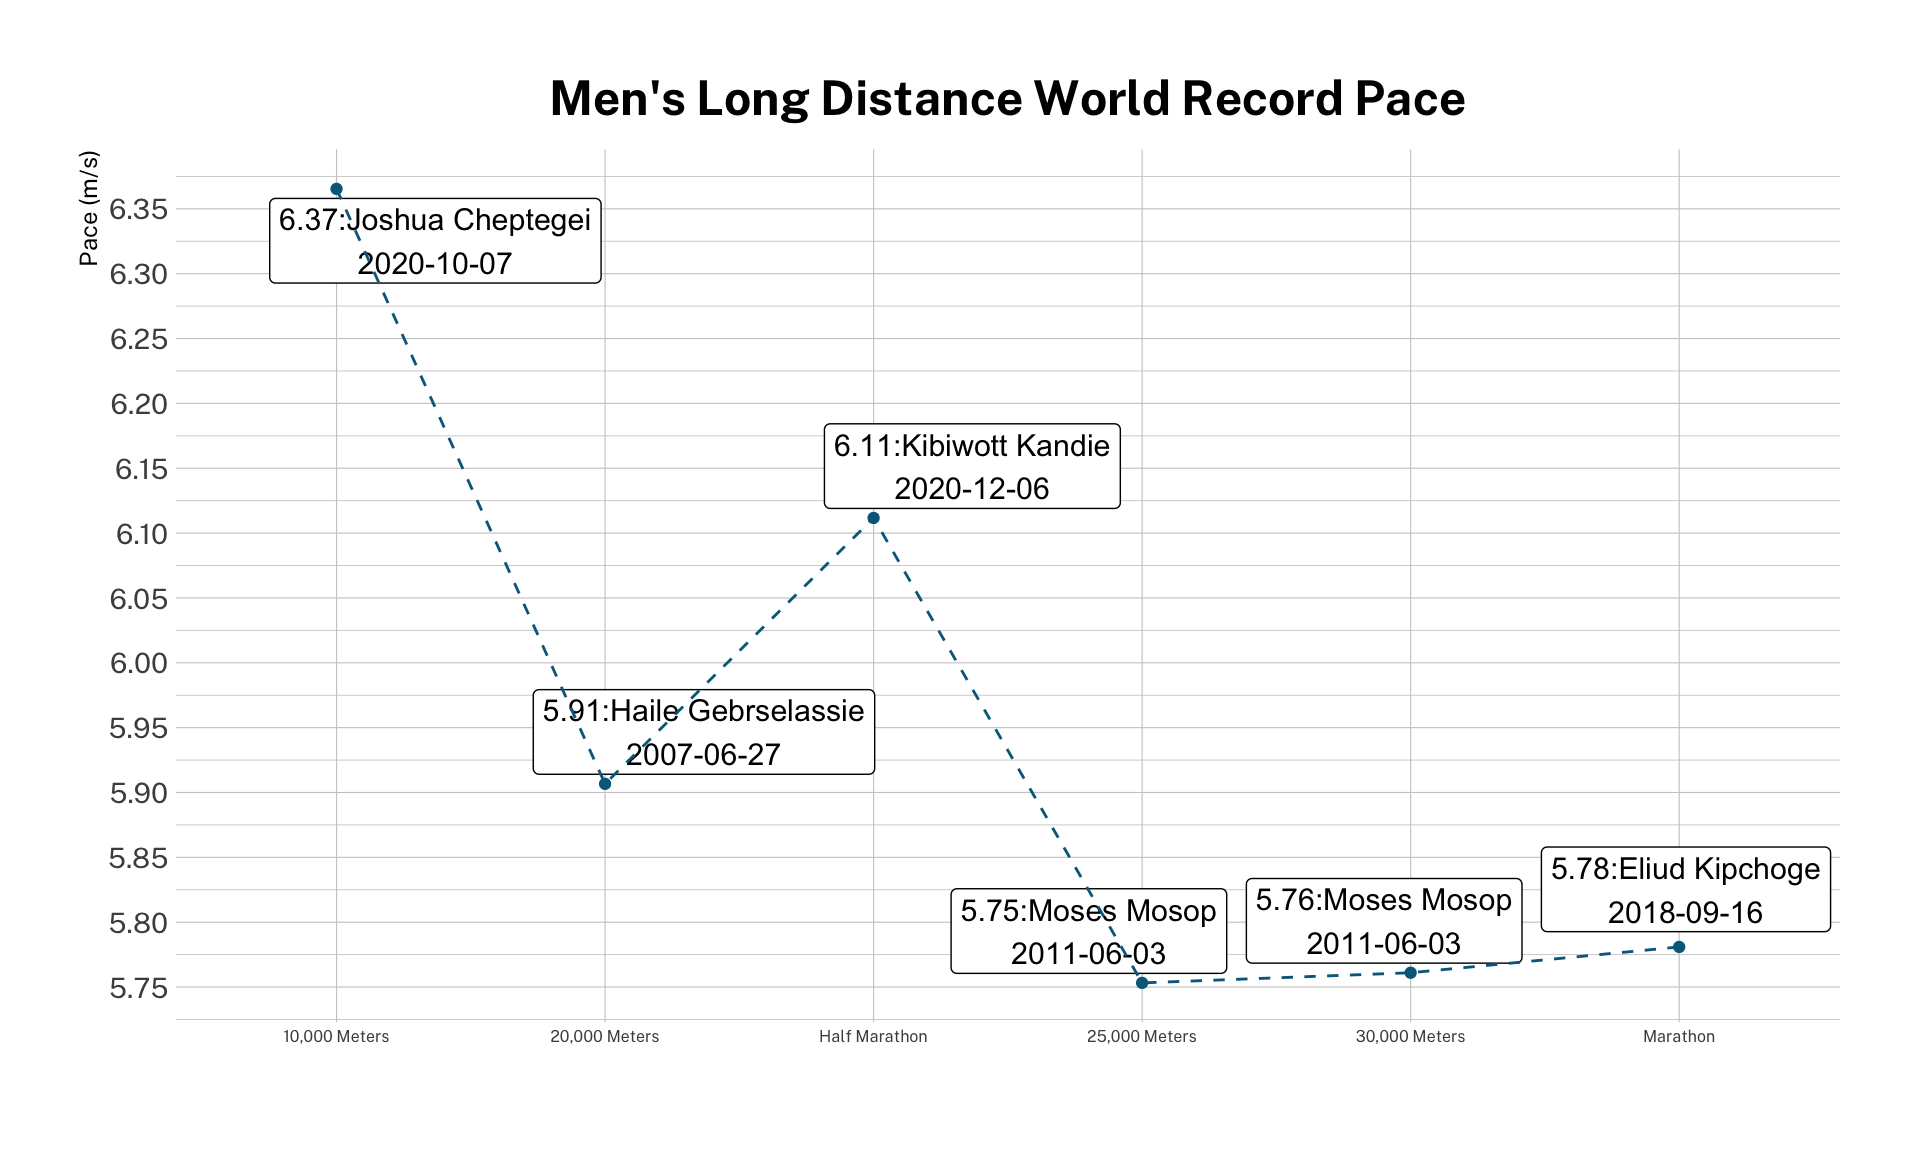 Men's Long Distance World Record Pace
Pace (m/s)
6.35
6.30
6.25
6.20
6.15
6.10
6.05
6.00
5.95
5.90
5.85
5.80
5.75
6.37:Joshua Cheptegei
2020-10-07
5.91:Haile Gebrselassie
2007-06-27
6.11:Kibiwott Kandie
2020-12-06
5.75:Moses Mosop
2011-06-03
5.76:Moses Mosop
2011-06-03
5.78:Eliud Kipchoge
2018-09-16
10,000 Meters
20,000 Meters
Half Marathon
25,000 Meters
30,000 Meters
Marathon